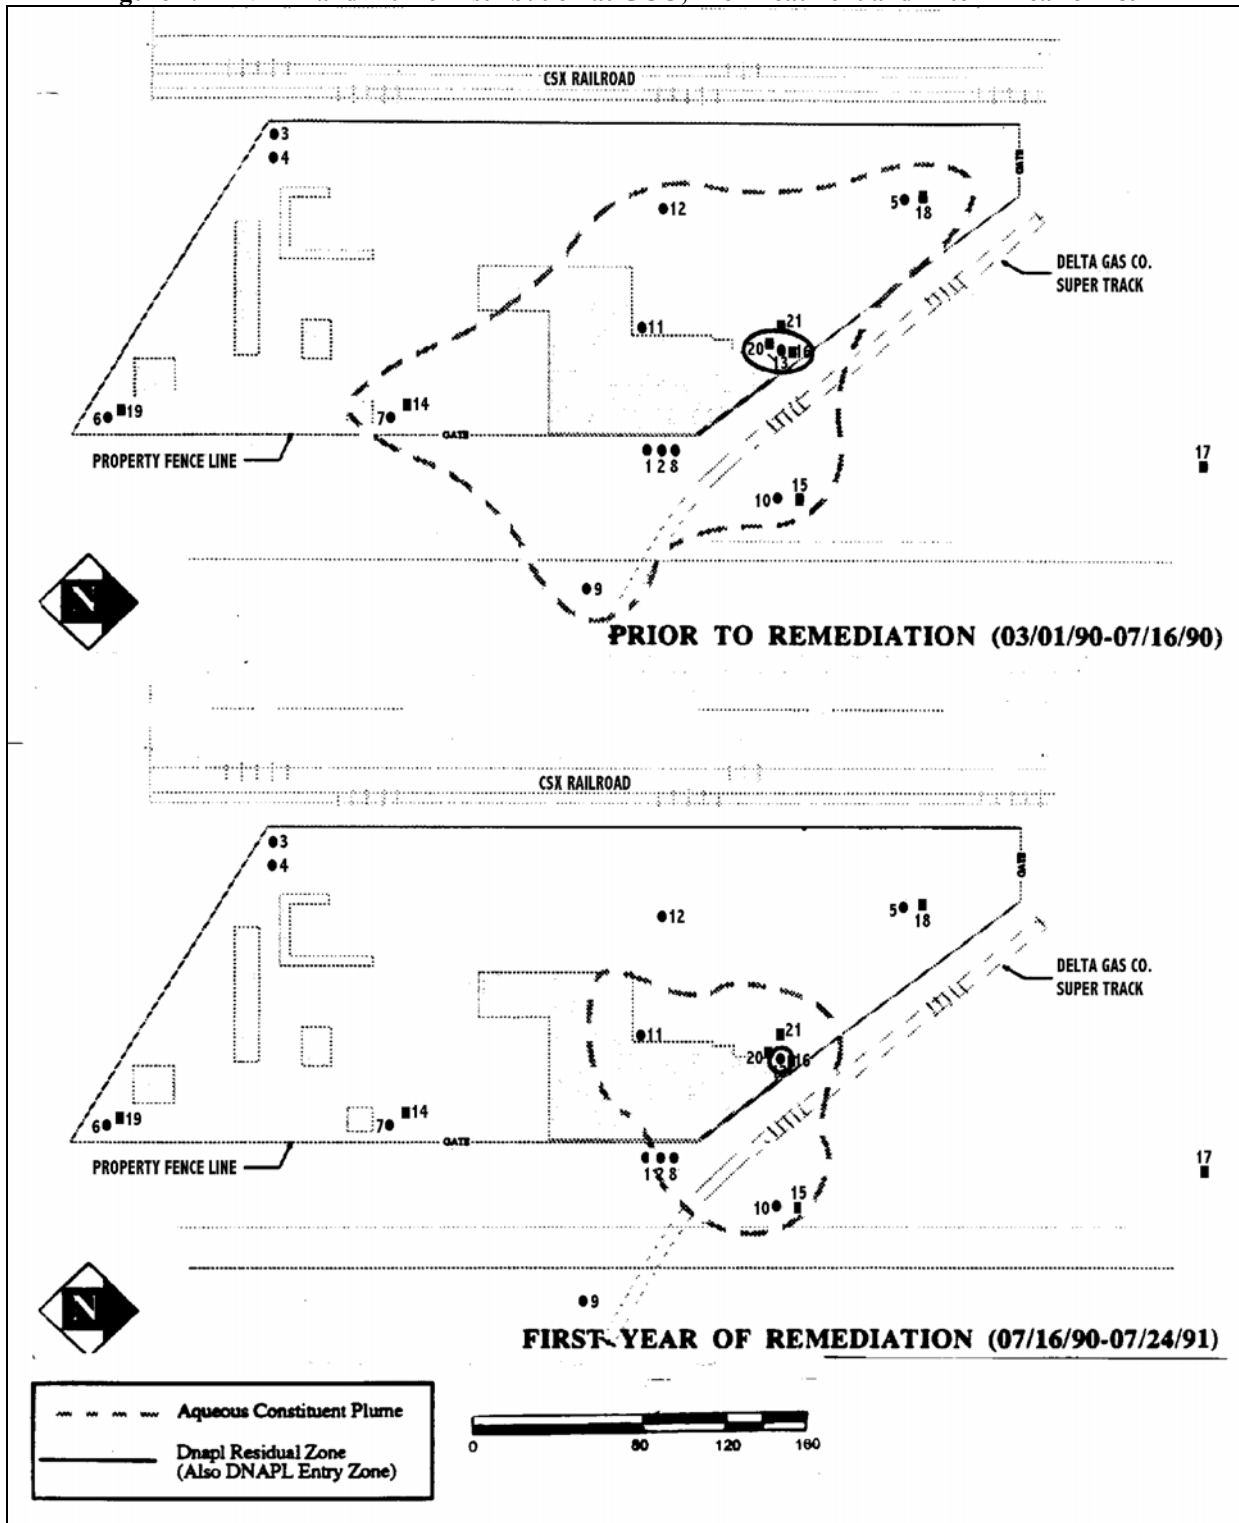 CSX RAILROAD
3
4
GATE
12
5
18
DELTA GAS CO.
SUPER TRACK
11
21
20
16
13
19
6
14
7
GATE
PROPERTY FENCE LINE
1 2 8
17
10
15
N
9
PRIOR TO REMEDIATION (03/01/90-07/16/90)
CSX RAILROAD
3
4
GATE
12
5
18
DELTA GAS CO.
SUPER TRACK
11
21
20
16
19
6
14
7
GATE
PROPERTY FENCE LINE
1 2 8
17
10
15
N
9
FIRST YEAR OF REMEDIATION (07/16/90-07/24/91)
Aqueous Constituent Plume
Dnapl Residual Zone
(Also DNAPL Entry Zone)
0 80 120 160